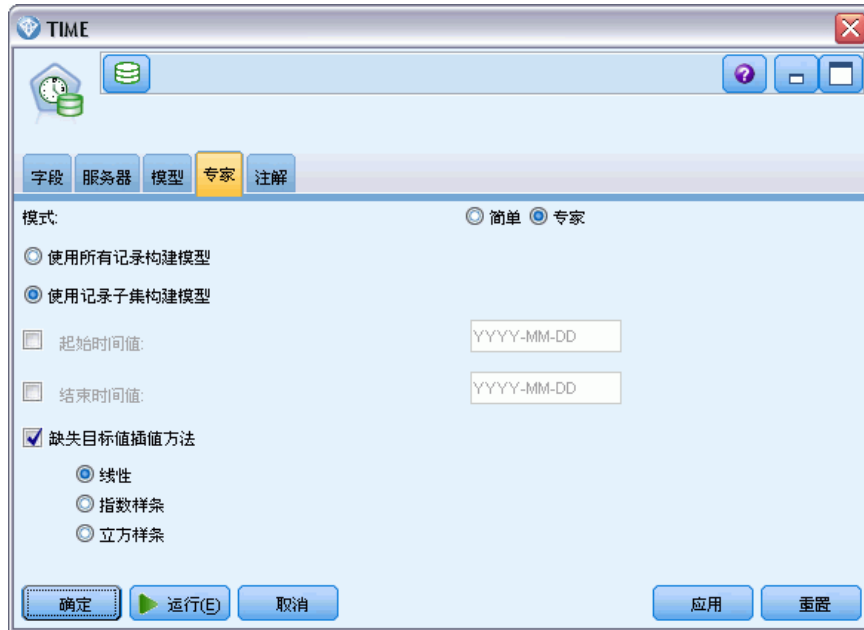 TIME
字段 服务器 模型 专家 注解
模式: 简单 专家
使用所有记录构建模型
使用记录子集构建模型
起始时间值: YYYY-MM-DD
结束时间值: YYYY-MM-DD
缺失目标值插值方法
线性
指数样条
立方样条
确定 运行(E) 取消 应用 重置